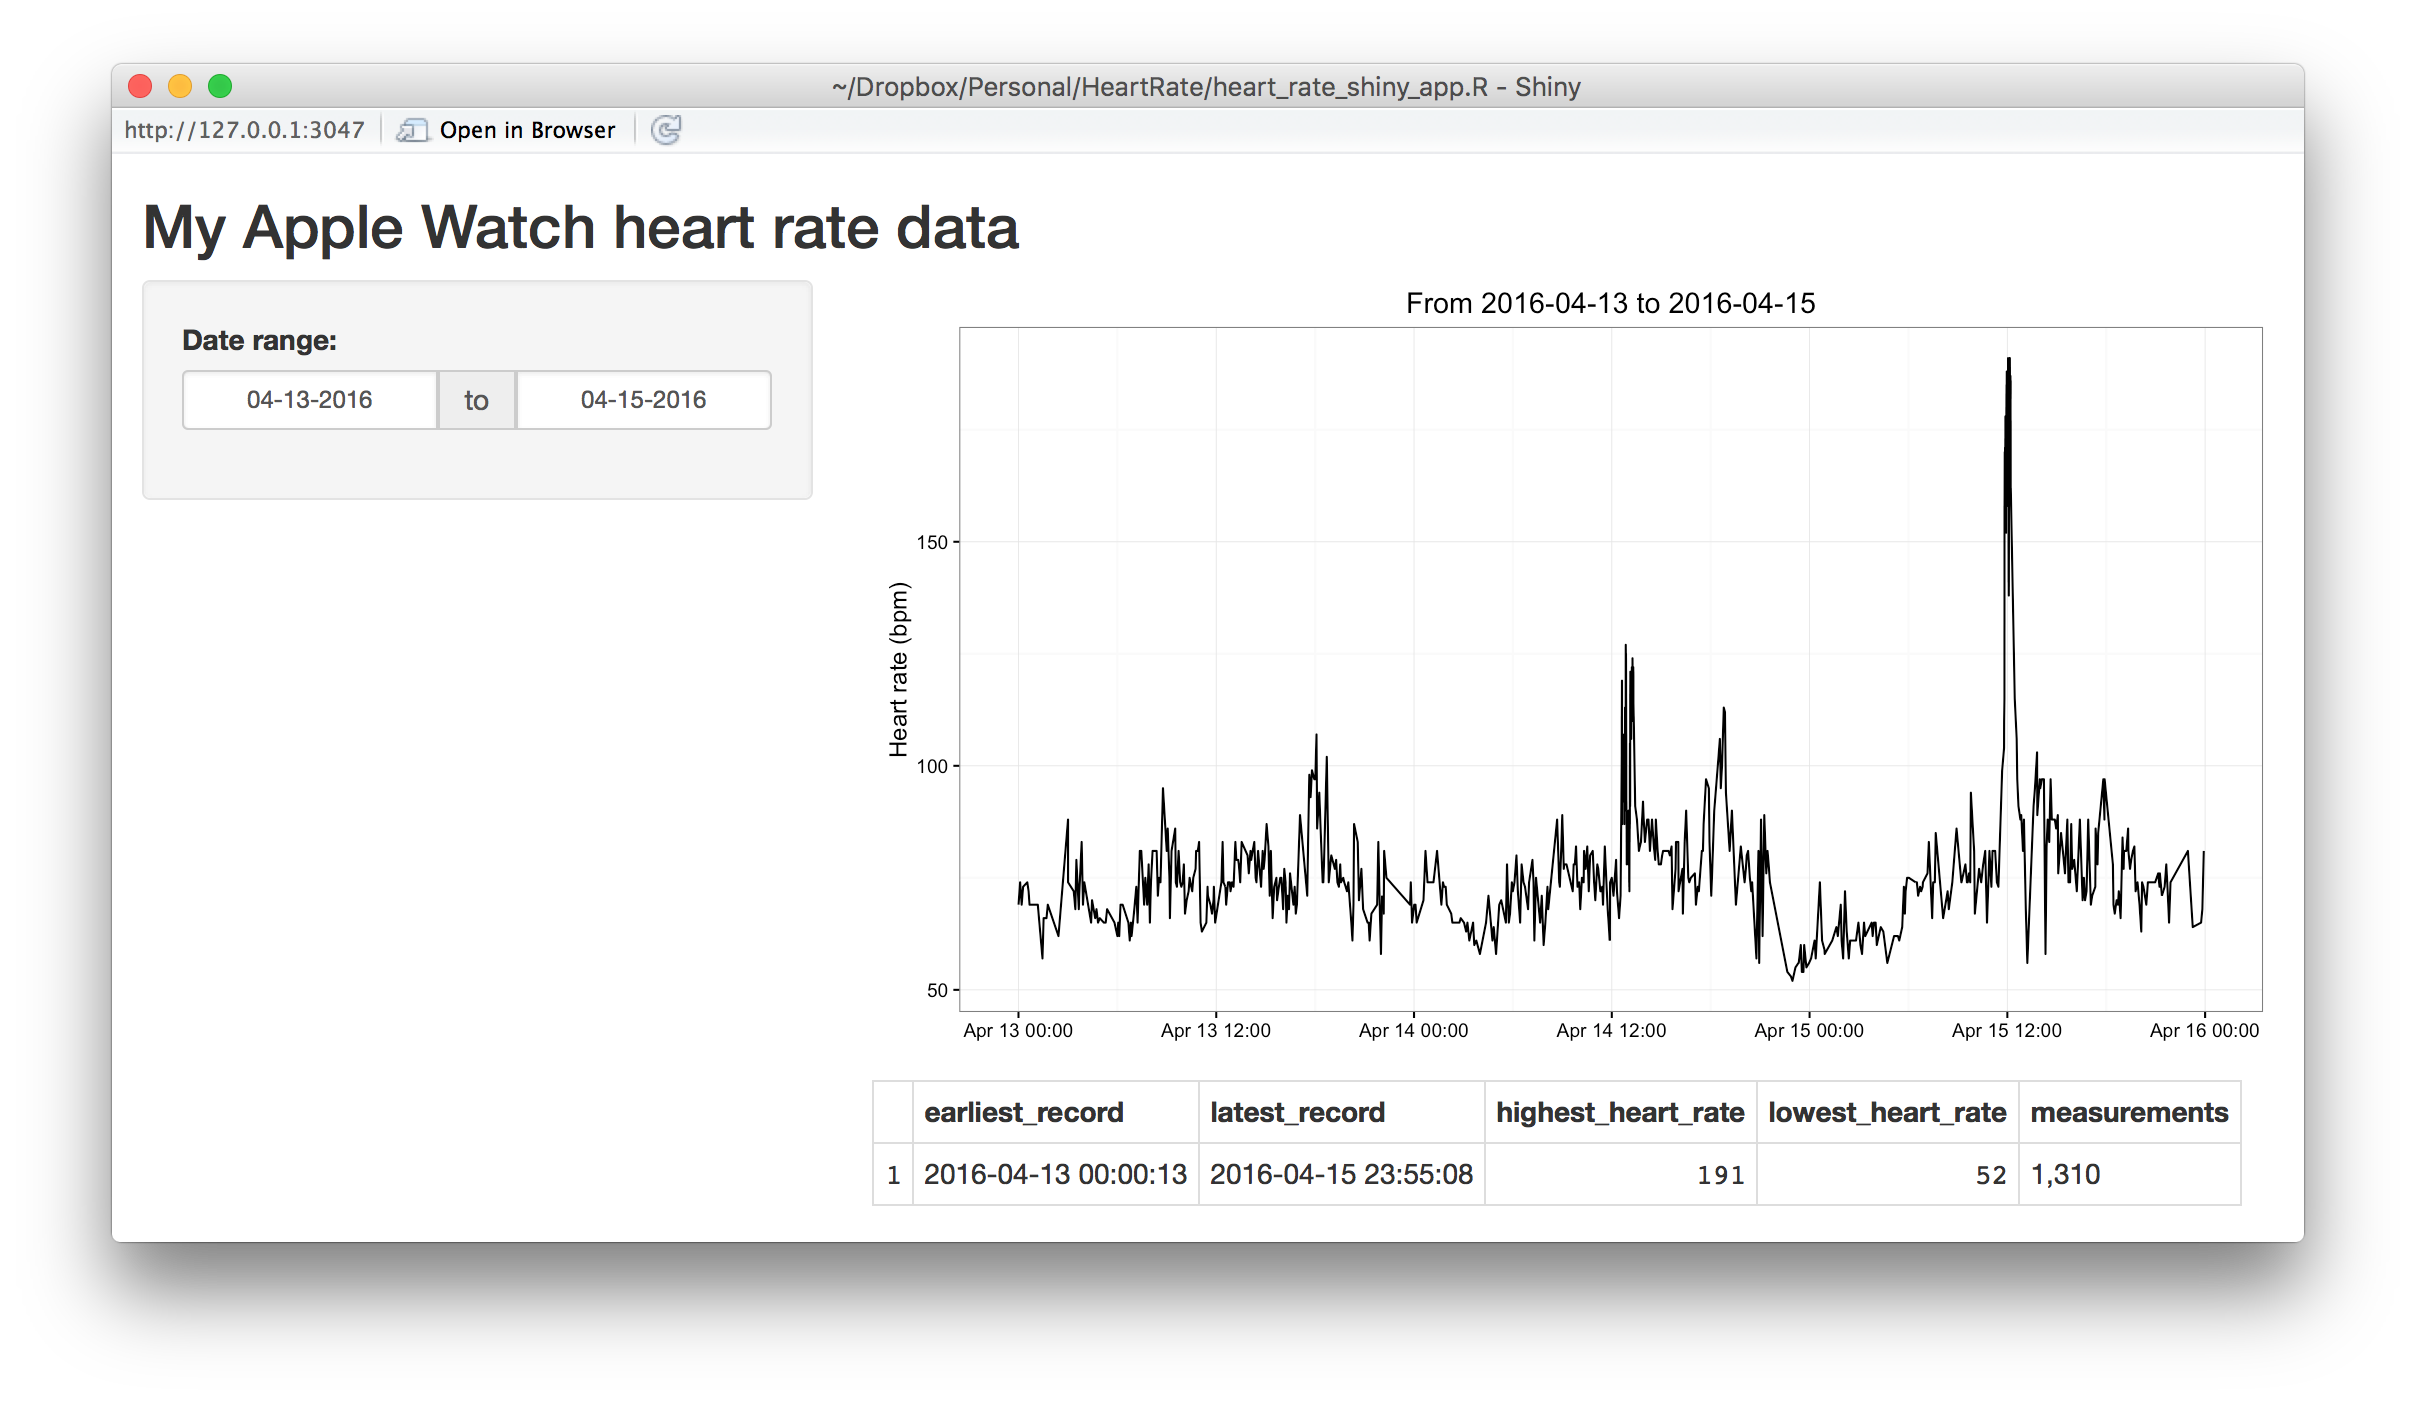 ~/Dropbox/Personal/HeartRate/heart_rate_shiny_app.R - Shiny
http://127.0.0.1:3047 Open in Browser
My Apple Watch heart rate data
Date range:
04-13-2016 to 04-15-2016
From 2016-04-13 to 2016-04-15
Heart rate (bpm)
150
100
50
Apr 13 00:00 Apr 13 12:00 Apr 14 00:00 Apr 14 12:00 Apr 15 00:00 Apr 15 12:00 Apr 16 00:00
earliest_record latest_record highest_heart_rate lowest_heart_rate measurements
1 2016-04-13 00:00:13 2016-04-15 23:55:08 191 52 1,310